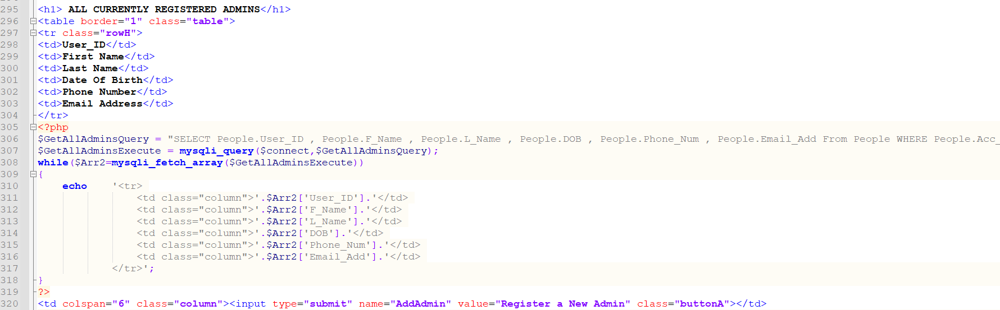 295 <h1> ALL CURRENTLY REGISTERED ADMINS</h1>
296 <table border="1" class="table">
297 <tr class="rowH">
298 <td>User_ID</td>
299 <td>First Name</td>
300 <td>Last Name</td>
301 <td>Date Of Birth</td>
302 <td>Phone Number</td>
303 <td>Email Address</td>
304 </tr>
305 <?php
306 $GetAllAdminsQuery = "SELECT People.User_ID , People.F_Name , People.L_Name , People.DOB , People.Phone_Num , People.Email_Add From People WHERE People.Acc_
307 $GetAllAdminsExecute = mysqli_query($connect,$GetAllAdminsQuery);
308 while($Arr2=mysqli_fetch_array($GetAllAdminsExecute))
309 {
310 echo '<tr>
311 <td class="column">'.$Arr2['User_ID'].'</td>
312 <td class="column">'.$Arr2['F_Name'].'</td>
313 <td class="column">'.$Arr2['L_Name'].'</td>
314 <td class="column">'.$Arr2['DOB'].'</td>
315 <td class="column">'.$Arr2['Phone_Num'].'</td>
316 <td class="column">'.$Arr2['Email_Add'].'</td>
317 </tr>';
318 }
319 ?>
320 <td colspan="6" class="column"><input type="submit" name="AddAdmin" value="Register a New Admin" class="buttonA"></td>